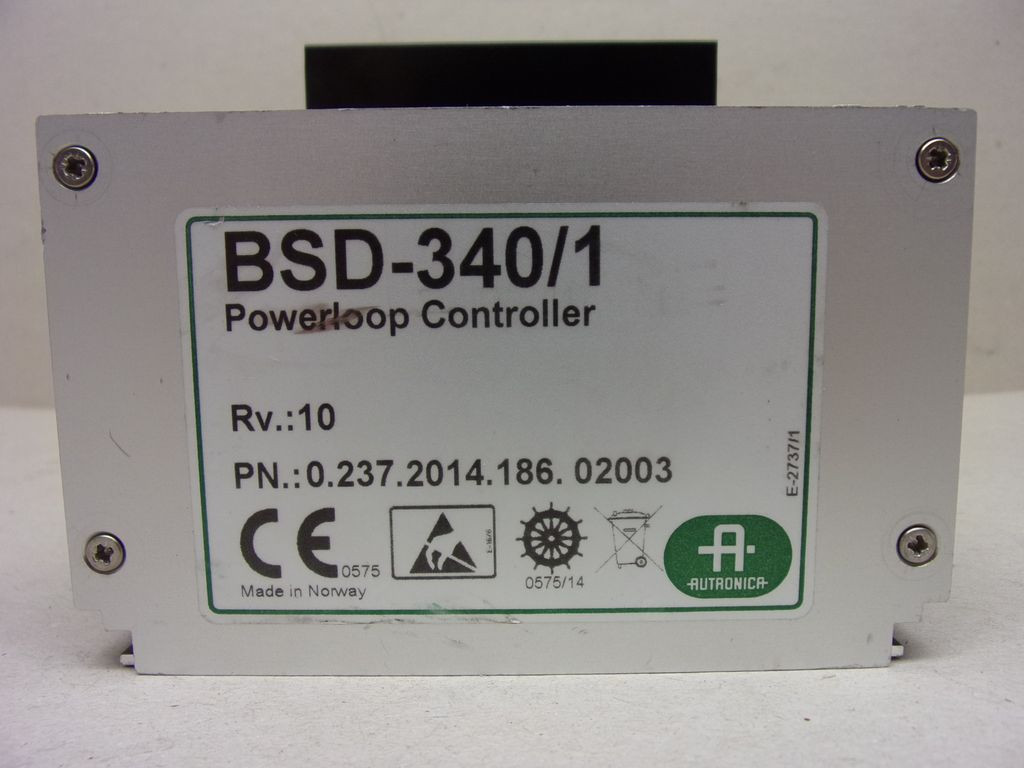 BSD-340/1
Powerloop Controller
Rv.:10
PN.:0.237.2014.186. 02003
E-2737/1
CE 0575
0575/14
Made in Norway
A
AUTRONICA